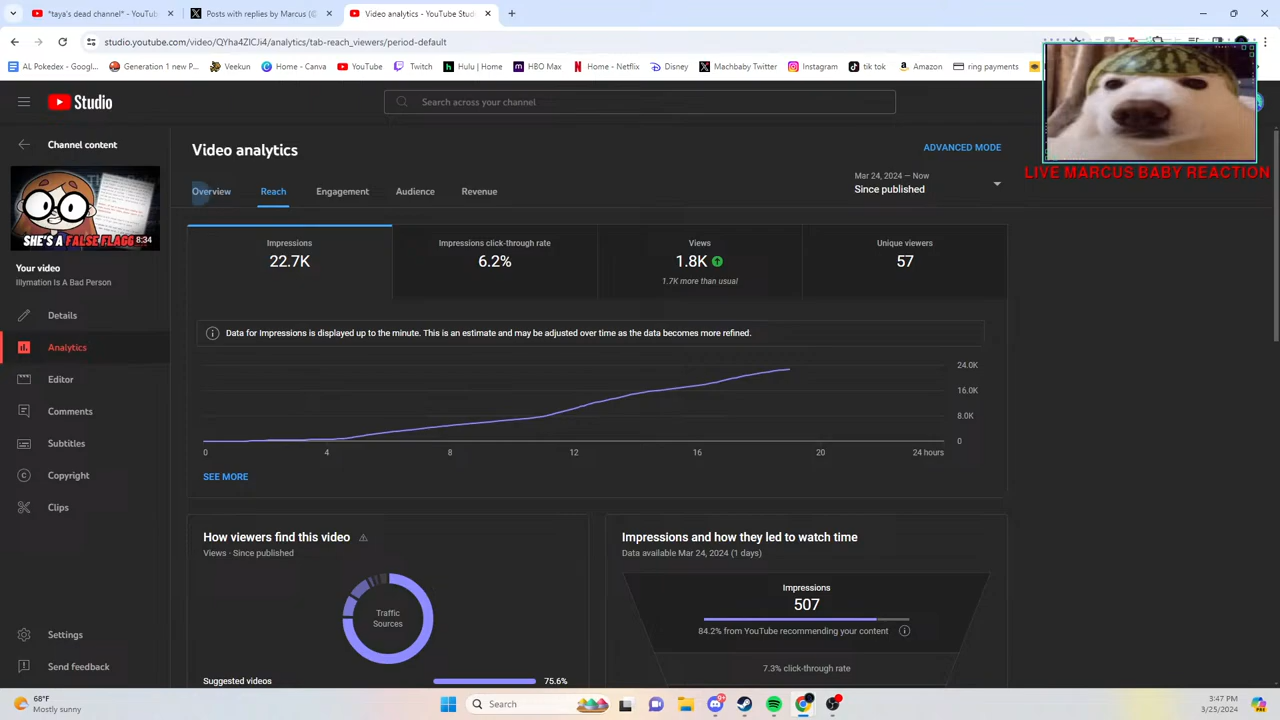 *taya's dead channel* - YouTube
Posts with replies by Marcus (
Video analytics - YouTube Stud
studio.youtube.com/video/QYha4ZICJi4/analytics/tab-reach_viewers/period-default
AL Pokedex - Googl...
Generation 1 new P...
Veekun
Home - Canva
YouTube
Twitch
hulu
HBO Max
Home - Netflix
Disney
Machbaby Twitter
Instagram
tik tok
Amazon
ring payments
Studio
Search across your channel
LIVE MARCUS BABY REACTION
Channel content
SHE'S A FALSE FLAGG
8:34
Your video
Illymation Is A Bad Person
Details
Analytics
Editor
Comments
Subtitles
Copyright
Clips
Settings
Send feedback
Video analytics
ADVANCED MODE
Overview
Reach
Engagement
Audience
Revenue
Mar 24, 2024 — Now
Since published
Impressions
22.7K
Impressions click-through rate
6.2%
Views
1.8K
1.7K more than usual
Unique viewers
57
Data for Impressions is displayed up to the minute. This is an estimate and may be adjusted over time as the data becomes more refined.
24.0K
16.0K
8.0K
0
0 4 8 12 16 20 24 hours
SEE MORE
How viewers find this video
Views · Since published
Traffic
Sources
Suggested videos 75.6%
Impressions and how they led to watch time
Data available Mar 24, 2024 (1 days)
Impressions
507
84.2% from YouTube recommending your content
7.3% click-through rate
68°F
Mostly sunny
Search
3:47 PM
3/25/2024